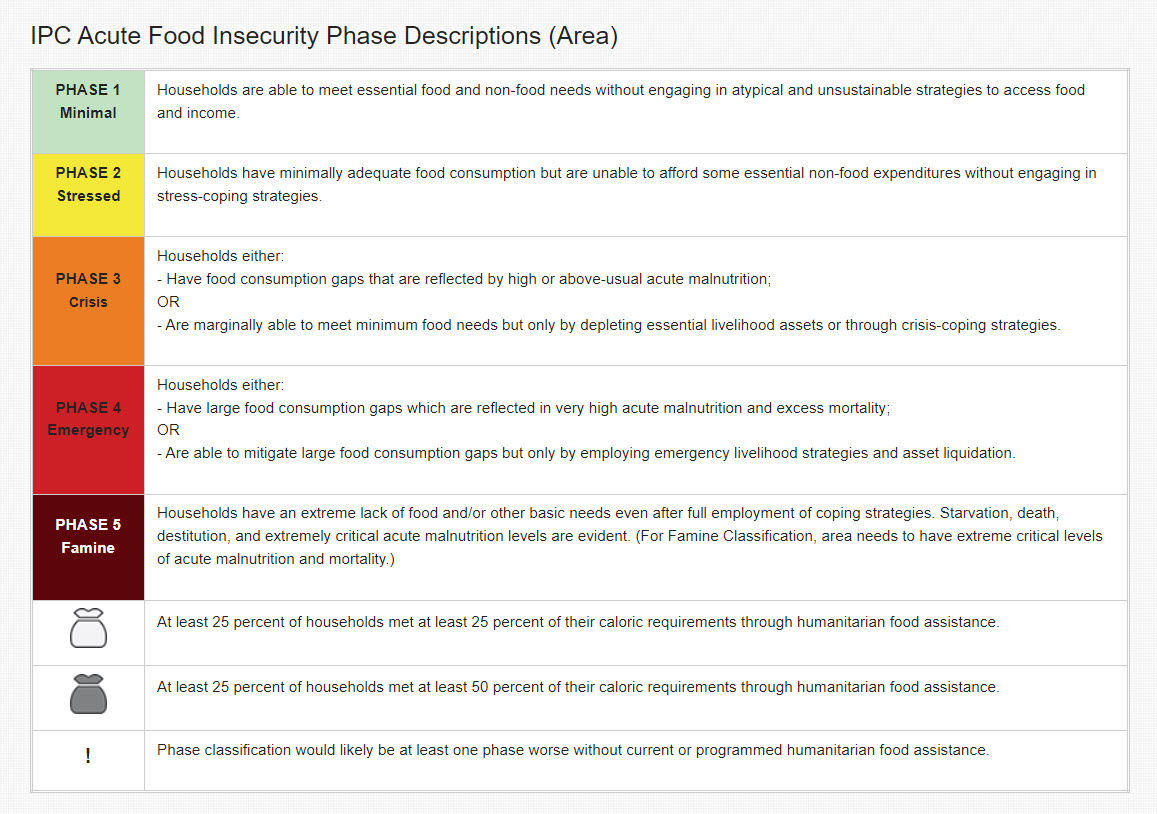 IPC Acute Food Insecurity Phase Descriptions (Area)
PHASE 1
Minimal
Households are able to meet essential food and non-food needs without engaging in atypical and unsustainable strategies to access food
and income.
PHASE 2
Stressed
Households have minimally adequate food consumption but are unable to afford some essential non-food expenditures without engaging in
stress-coping strategies.
PHASE 3
Crisis
Households either:
- Have food consumption gaps that are reflected by high or above-usual acute malnutrition;
OR
- Are marginally able to meet minimum food needs but only by depleting essential livelihood assets or through crisis-coping strategies.
PHASE 4
Emergency
Households either:
- Have large food consumption gaps which are reflected in very high acute malnutrition and excess mortality;
OR
- Are able to mitigate large food consumption gaps but only by employing emergency livelihood strategies and asset liquidation.
PHASE 5
Famine
Households have an extreme lack of food and/or other basic needs even after full employment of coping strategies. Starvation, death,
destitution, and extremely critical acute malnutrition levels are evident. (For Famine Classification, area needs to have extreme critical levels
of acute malnutrition and mortality.)
At least 25 percent of households met at least 25 percent of their caloric requirements through humanitarian food assistance.
At least 25 percent of households met at least 50 percent of their caloric requirements through humanitarian food assistance.
!
Phase classification would likely be at least one phase worse without current or programmed humanitarian food assistance.